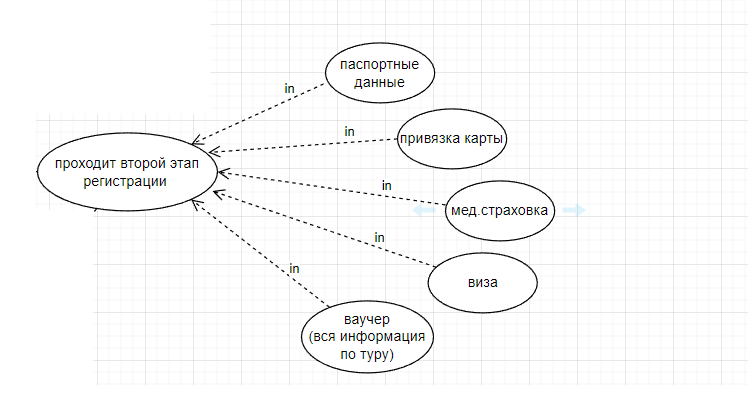 паспортные
данные
in
in
привязка карты
проходит второй этап
регистрации
in
мед.страховка
in
виза
in
ваучер
(вся информация
по туру)